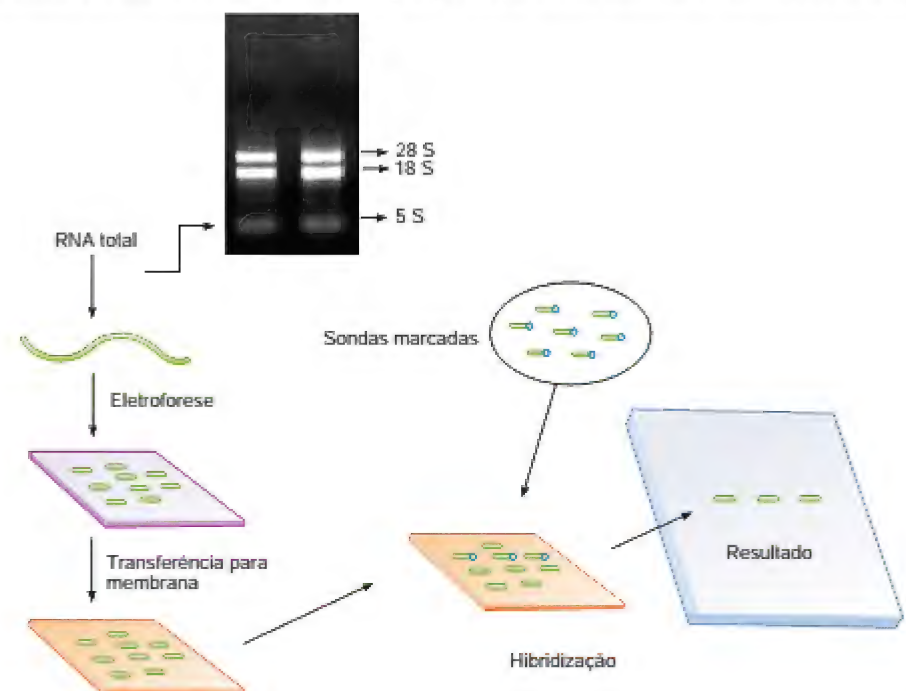 28 S
18 S
5 S
RNA total
Sondas marcadas
Eletroforese
Transferência para
membrana
Resultado
Hibridização